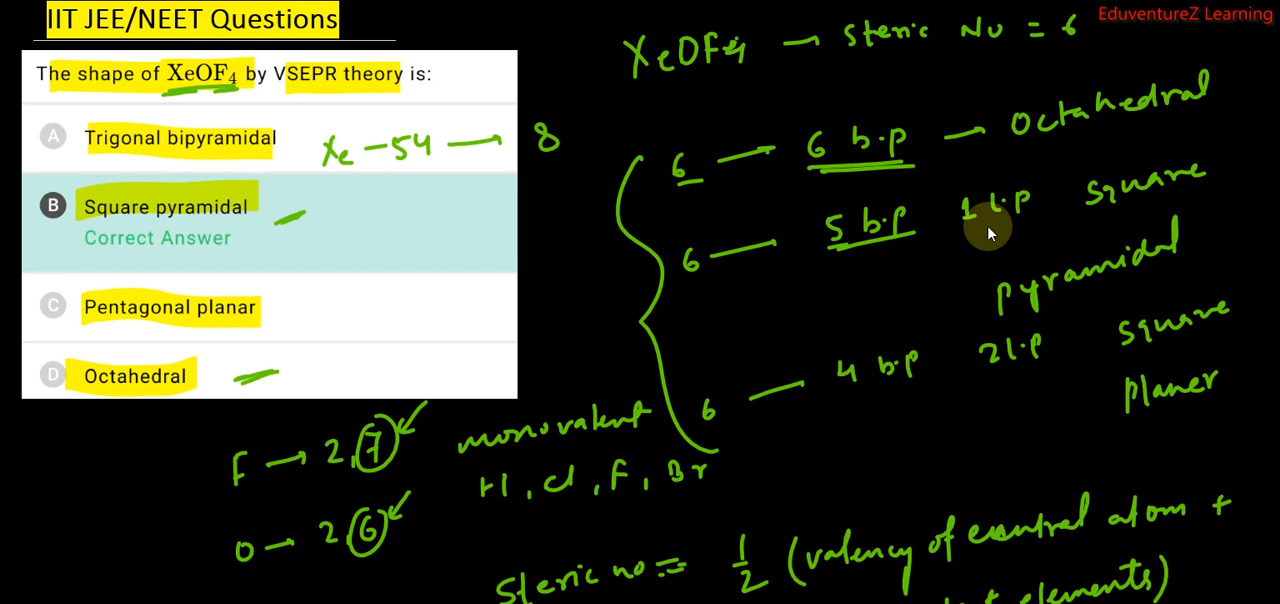 IIT JEE/NEET Questions
EduventureZ Learning
XeOF4 → Steric No = 6
The shape of XeOF₄ by VSEPR theory is:
A Trigonal bipyramidal
Xe - 54 → 8
B Square pyramidal
Correct Answer
C Pentagonal planar
D Octahedral
6 → 6 b.p → Octahedral
6 → 5 b.p 1 l.p Square
pyramidal
6 → 4 b.p 2 l.p Square
planer
F → 2,7
O → 2,6
monovalent
H, Cl, F, Br
Steric no = 1/2 (valency of central atom +
elements)